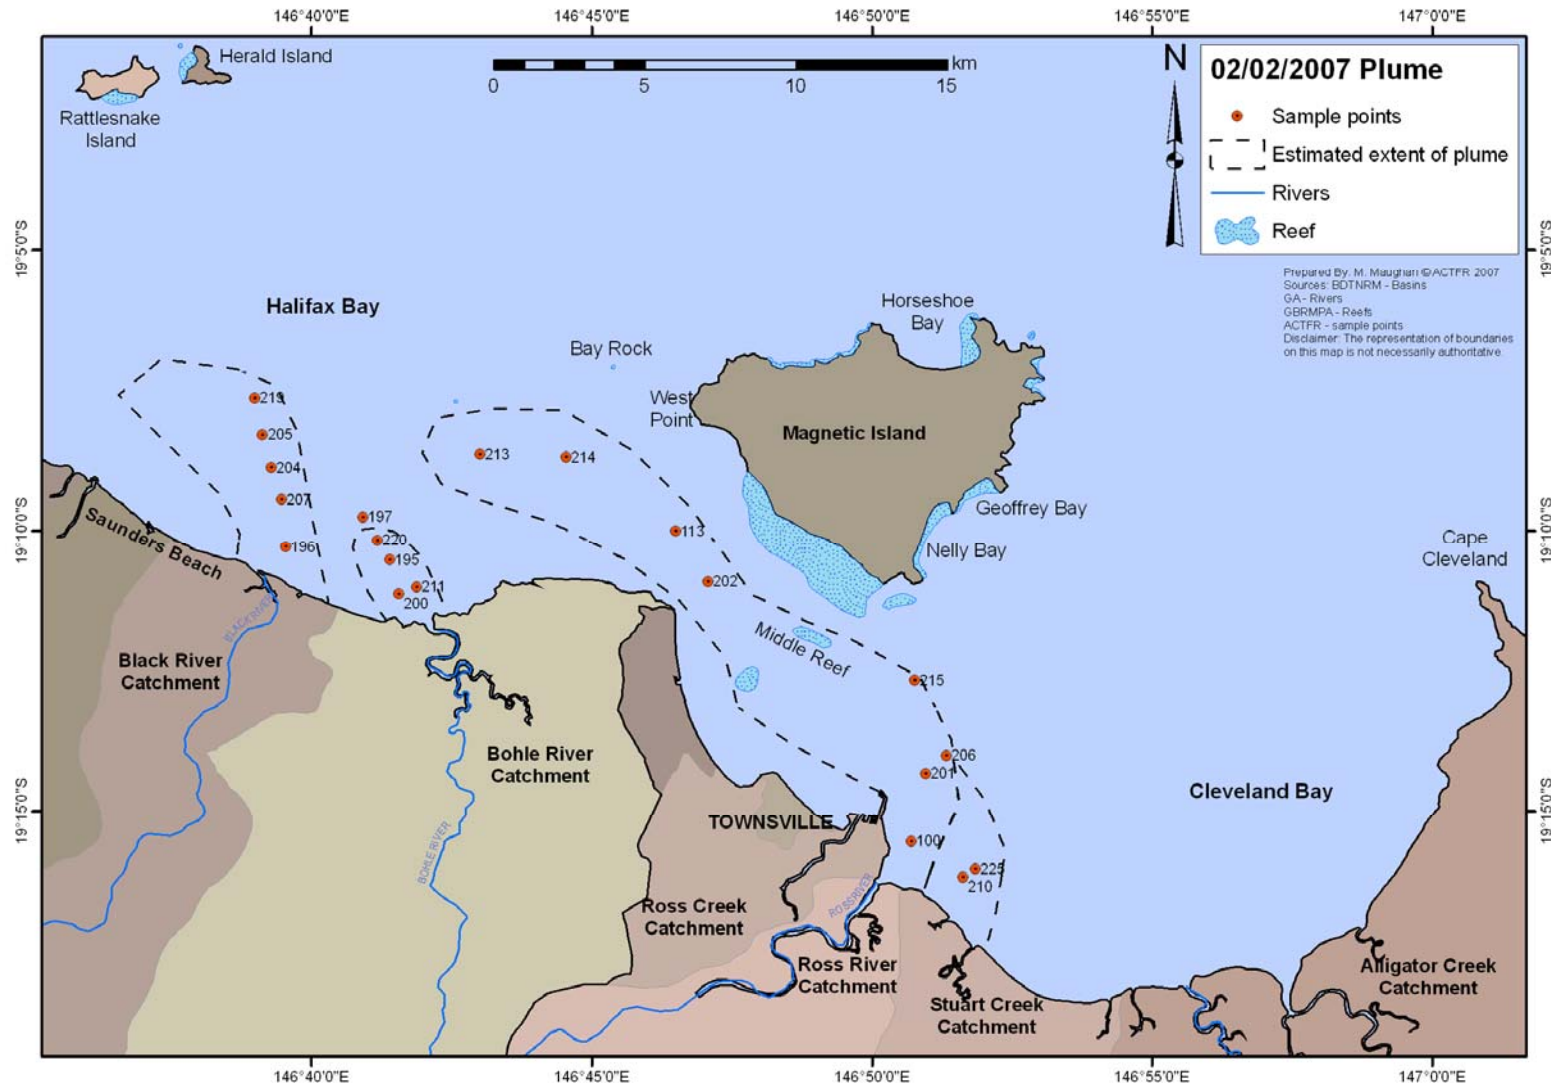 146°40'0"E
146°45'0"E
146°50'0"E
146°55'0"E
147°0'0"E
Herald Island
Rattlesnake
Island
km
0
5
10
15
N
02/02/2007 Plume
Sample points
Estimated extent of plume
Rivers
Reef
Prepared By: M. Maughan ©ACTFR 2007
Sources: BDTNRM - Basins
GA - Rivers
GBRMPA - Reefs
ACTFR - sample points
Disclaimer: The representation of boundaries
on this map is not necessarily authoritative
19°5'0"S
19°5'0"S
Halifax Bay
Horseshoe
Bay
Bay Rock
West
Point
Magnetic Island
219
205
204
207
196
197
220
195
211
200
213
214
113
202
Geoffrey Bay
Nelly Bay
Cape
Cleveland
19°10'0"S
19°10'0"S
Saunders Beach
BLACK RIVER
Middle Reef
Black River
Catchment
215
206
201
Bohle River
Catchment
Cleveland Bay
19°15'0"S
19°15'0"S
TOWNSVILLE
100
225
210
BOHLE RIVER
ROSS RIVER
Ross Creek
Catchment
Ross River
Catchment
Stuart Creek
Catchment
Alligator Creek
Catchment
146°40'0"E
146°45'0"E
146°50'0"E
146°55'0"E
147°0'0"E